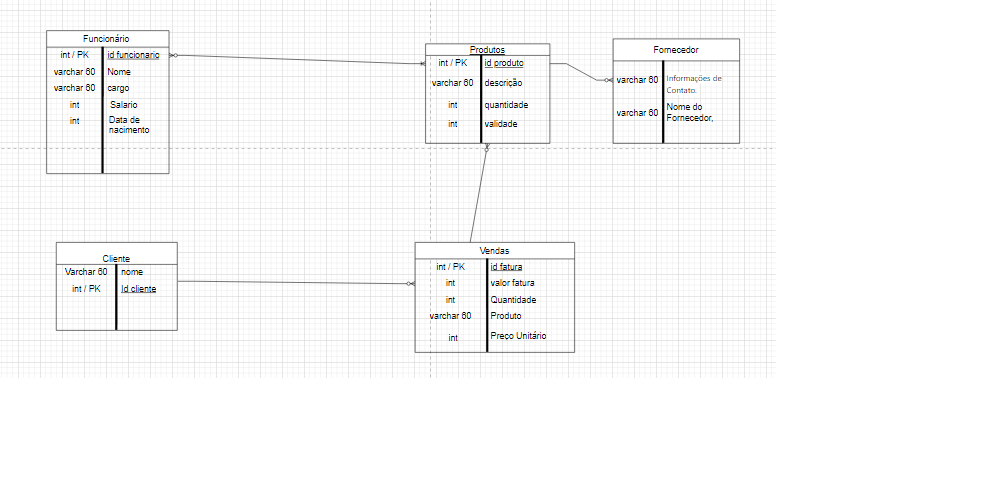 Funcionário
int / PK id funcionario
varchar 60 Nome
varchar 60 cargo
int Salario
int Data de
nacimento
Produtos
int / PK id produto
varchar 60 descrição
int quantidade
int validade
Fornecedor
varchar 60 Informações de
Contato.
varchar 60 Nome do
Fornecedor,
Cliente
Varchar 60 nome
int / PK Id cliente
Vendas
int / PK id fatura
int valor fatura
int Quantidade
varchar 60 Produto
int Preço Unitário